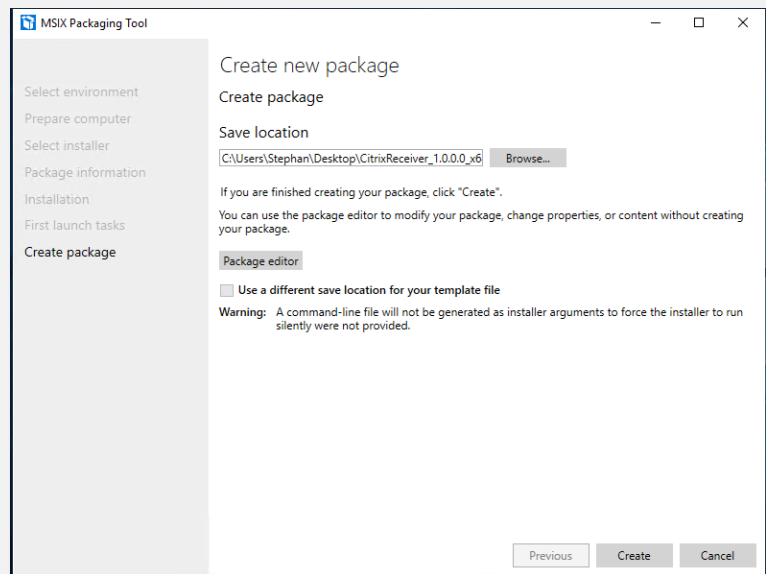 MSIX Packaging Tool
Create new package
Create package
Select environment
Prepare computer
Select installer
Package information
Installation
First launch tasks
Create package
Save location
C:\Users\Stephan\Desktop\CitrixReceiver_1.0.0.0_x6
Browse...
If you are finished creating your package, click "Create".
You can use the package editor to modify your package, change properties, or content without creating
your package.
Package editor
Use a different save location for your template file
Warning: A command-line file will not be generated as installer arguments to force the installer to run
silently were not provided.
Previous
Create
Cancel